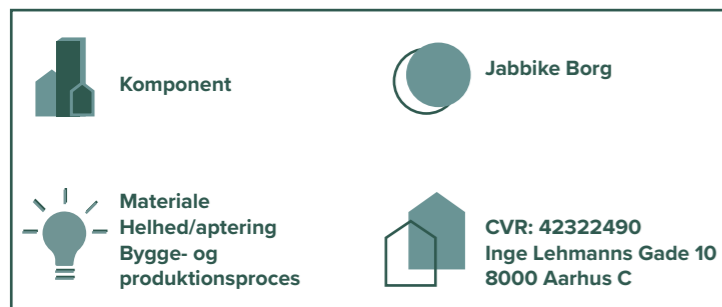 Komponent
Jabbike Borg
Materiale
Helhed/aptering
Bygge- og
produktionsproces
CVR: 42322490
Inge Lehmanns Gade 10
8000 Aarhus C